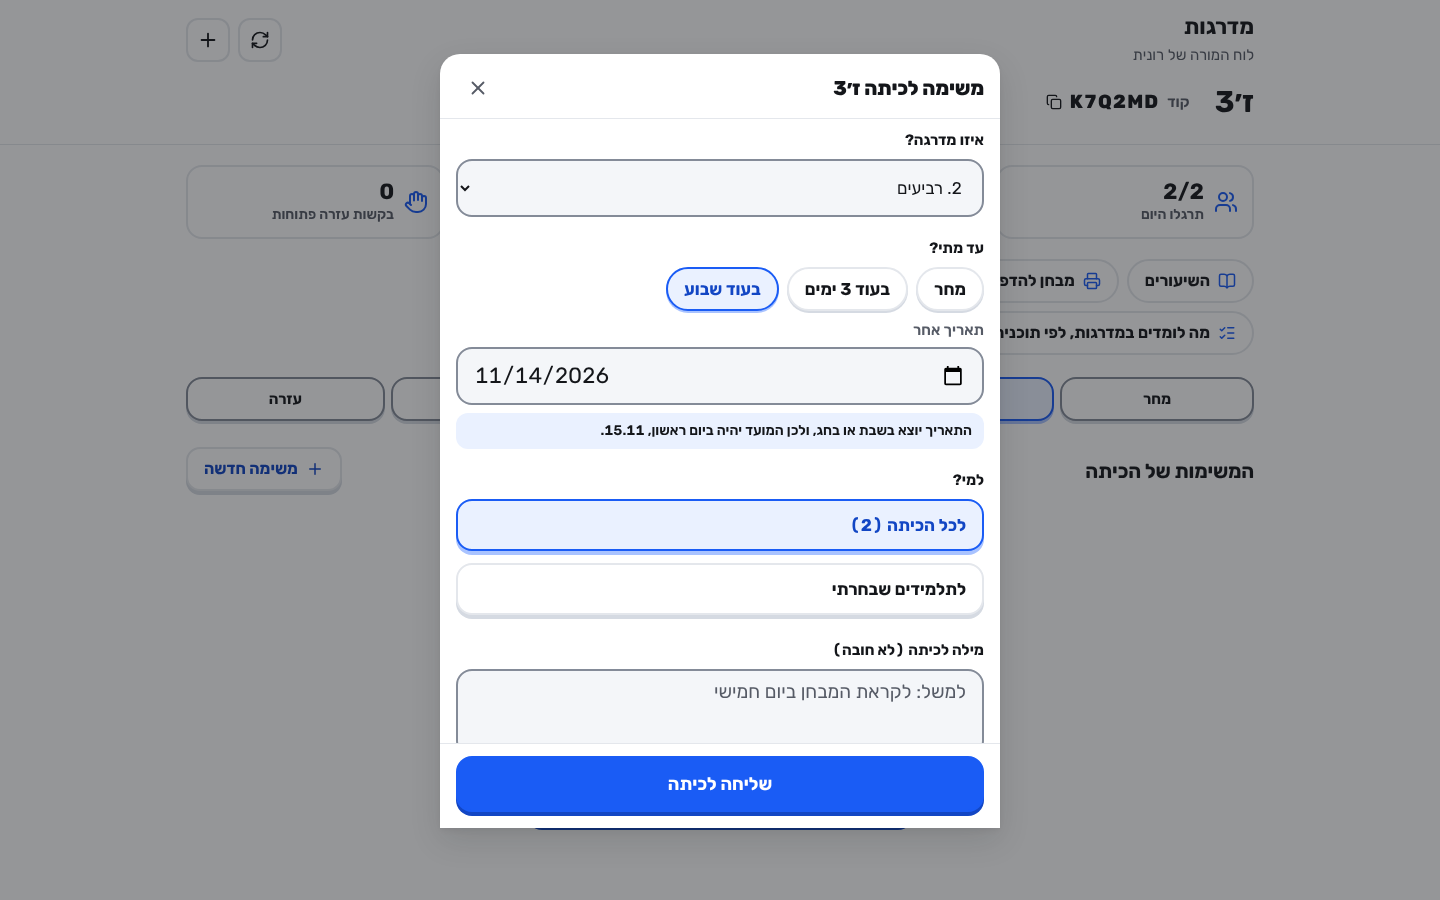 מדרגות
לוח המורה של רונית
ז׳3 קוד K7Q2MD
2/2
תרגלו היום
0
בקשות עזרה פתוחות
השיעורים
מבחן להדפ
מה לומדים במדרגות, לפי תוכנית
מחר
עזרה
המשימות של הכיתה
משימה חדשה
משימה לכיתה ז׳3
איזו מדרגה?
2. רביעים
עד מתי?
מחר
בעוד 3 ימים
בעוד שבוע
תאריך אחר
11/14/2026
התאריך יוצא בשבת או בחג, ולכן המועד יהיה ביום ראשון, 15.11.
למי?
לכל הכיתה (2)
לתלמידים שבחרתי
מילה לכיתה (לא חובה)
למשל: לקראת המבחן ביום חמישי
שליחה לכיתה